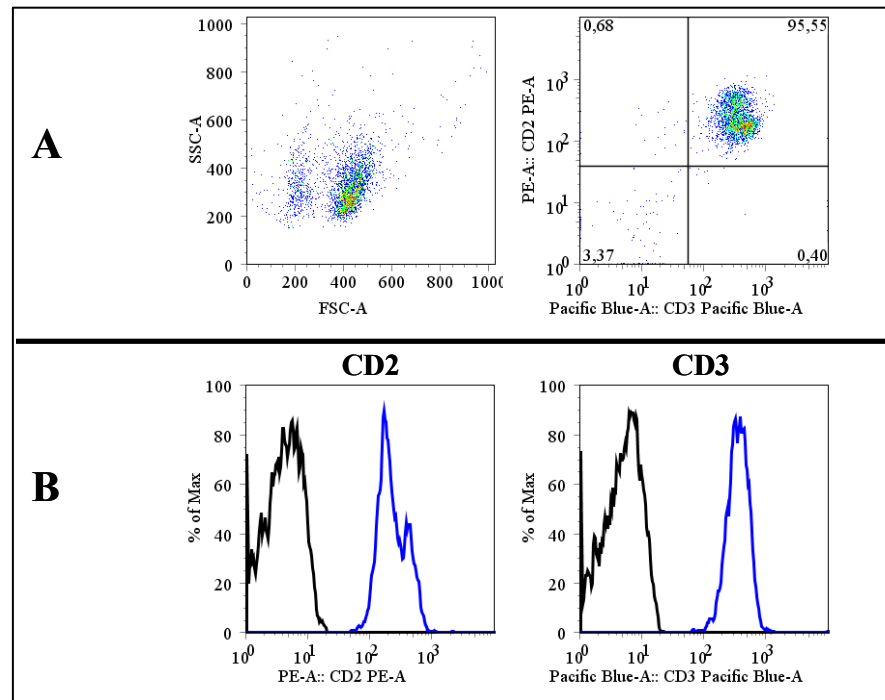 A
1000
800
600
400
200
0
SSC-A
0 200 400 600 800 1000
FSC-A
0,68 95,55
10³
10²
10¹
10⁰
PE-A:: CD2 PE-A
3,37 0,40
10⁰ 10¹ 10² 10³
Pacific Blue-A:: CD3 Pacific Blue-A
B
CD2
100
80
60
40
20
0
% of Max
10⁰ 10¹ 10² 10³
PE-A:: CD2 PE-A
CD3
100
80
60
40
20
0
% of Max
10⁰ 10¹ 10² 10³
Pacific Blue-A:: CD3 Pacific Blue-A